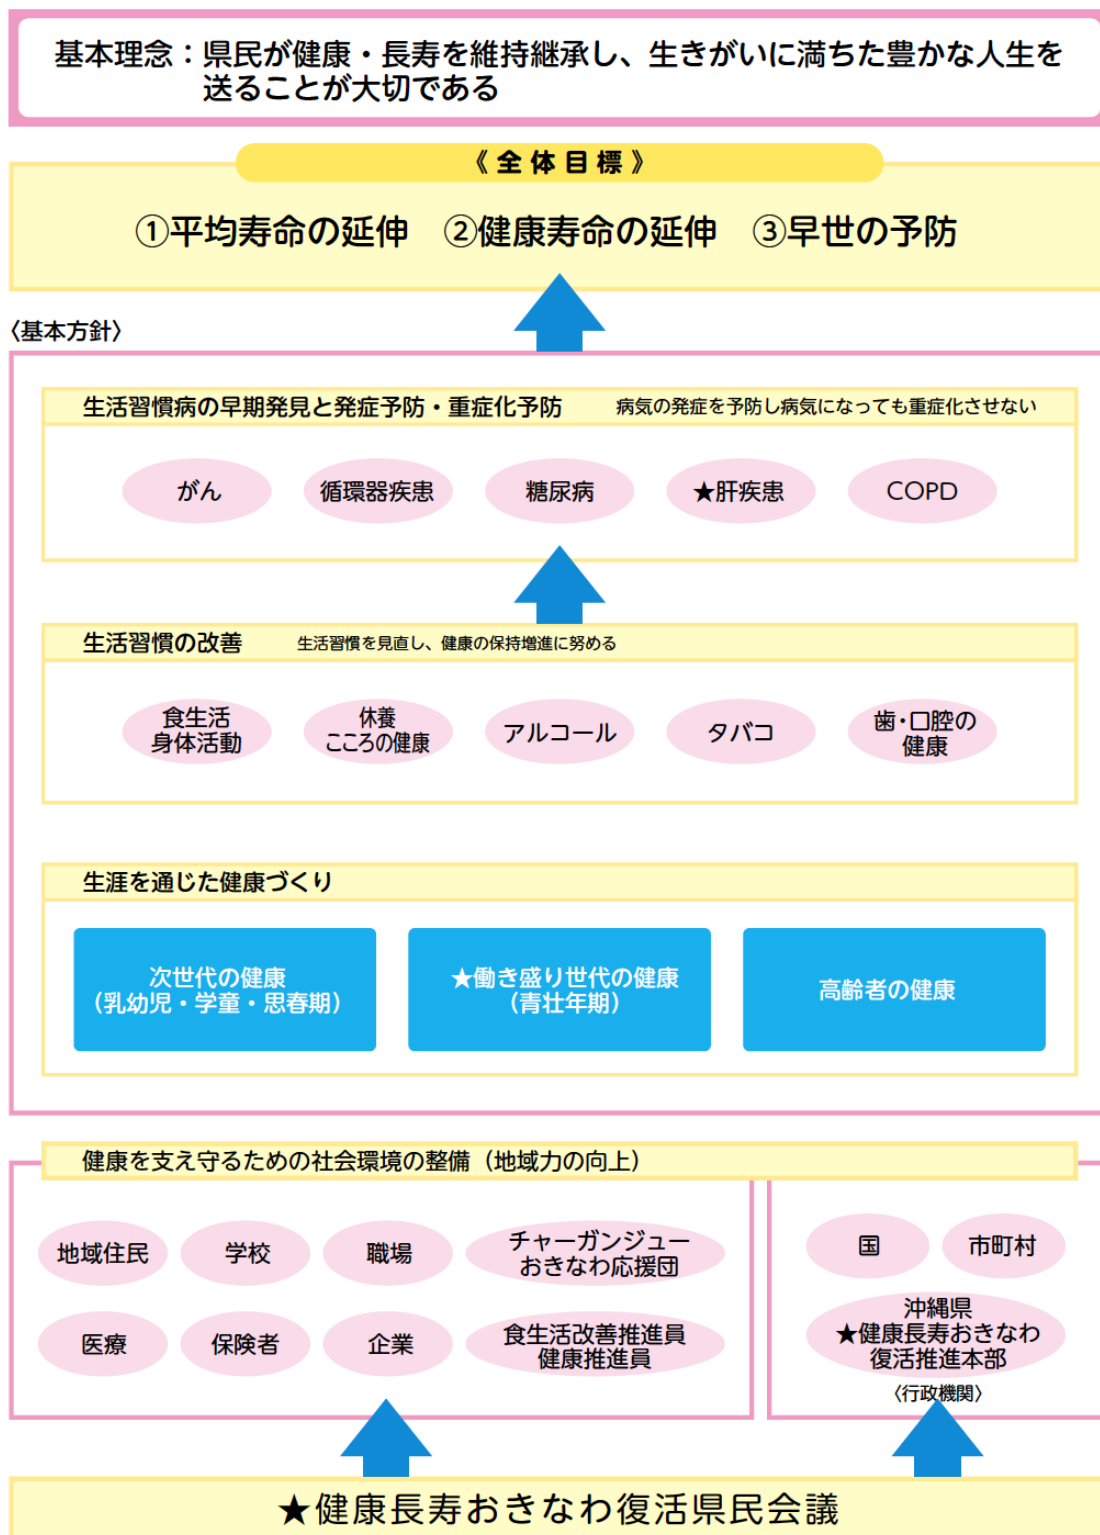 基本理念：県民が健康・長寿を維持継承し、生きがいに満ちた豊かな人生を
送ることが大切である
《全体目標》
①平均寿命の延伸　②健康寿命の延伸　③早世の予防
〈基本方針〉
生活習慣病の早期発見と発症予防・重症化予防　病気の発症を予防し病気になっても重症化させない
がん
循環器疾患
糖尿病
★肝疾患
COPD
生活習慣の改善　生活習慣を見直し、健康の保持増進に努める
食生活
身体活動
休養
こころの健康
アルコール
タバコ
歯・口腔の
健康
生涯を通じた健康づくり
次世代の健康
（乳幼児・学童・思春期）
★働き盛り世代の健康
（青壮年期）
高齢者の健康
健康を支え守るための社会環境の整備（地域力の向上）
地域住民
学校
職場
チャーガンジュー
おきなわ応援団
医療
保険者
企業
食生活改善推進員
健康推進員
国
市町村
沖縄県
★健康長寿おきなわ
復活推進本部
〈行政機関〉
★健康長寿おきなわ復活県民会議